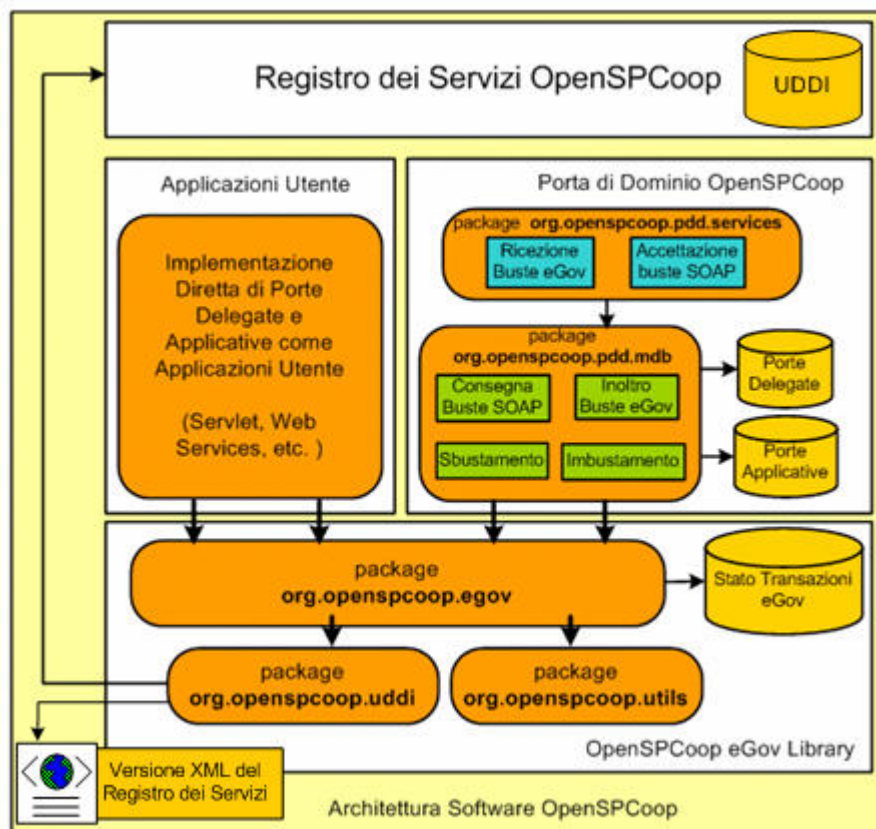 Registro dei Servizi OpenSPCoop
UDDI
Applicazioni Utente
Implementazione
Diretta di Porte
Delegate e
Applicative come
Applicazioni Utente
(Servlet, Web
Services, etc. )
Porta di Dominio OpenSPCoop
package org.openspcoop.pdd.services
Ricezione
Buste eGov
Accettazione
buste SOAP
package
org.openspcoop.pdd.mdb
Consegna
Buste SOAP
Inoltro
Buste eGov
Sbustamento
Imbustamento
Porte
Delegate
Porte
Applicative
package
org.openspcoop.egov
Stato Transazioni
eGov
package
org.openspcoop.uddi
package
org.openspcoop.utils
OpenSPCoop eGov Library
Versione XML del
Registro dei Servizi
Architettura Software OpenSPCoop